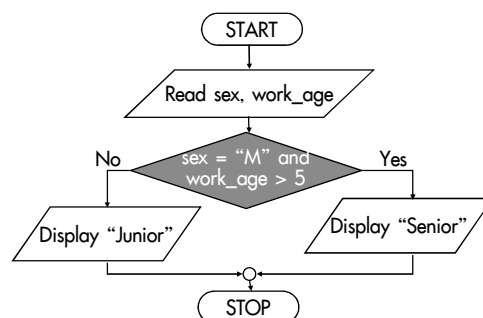 START
Read sex, work_age
sex = “M” and
work_age > 5
No
Yes
Display “Junior”
Display “Senior”
STOP